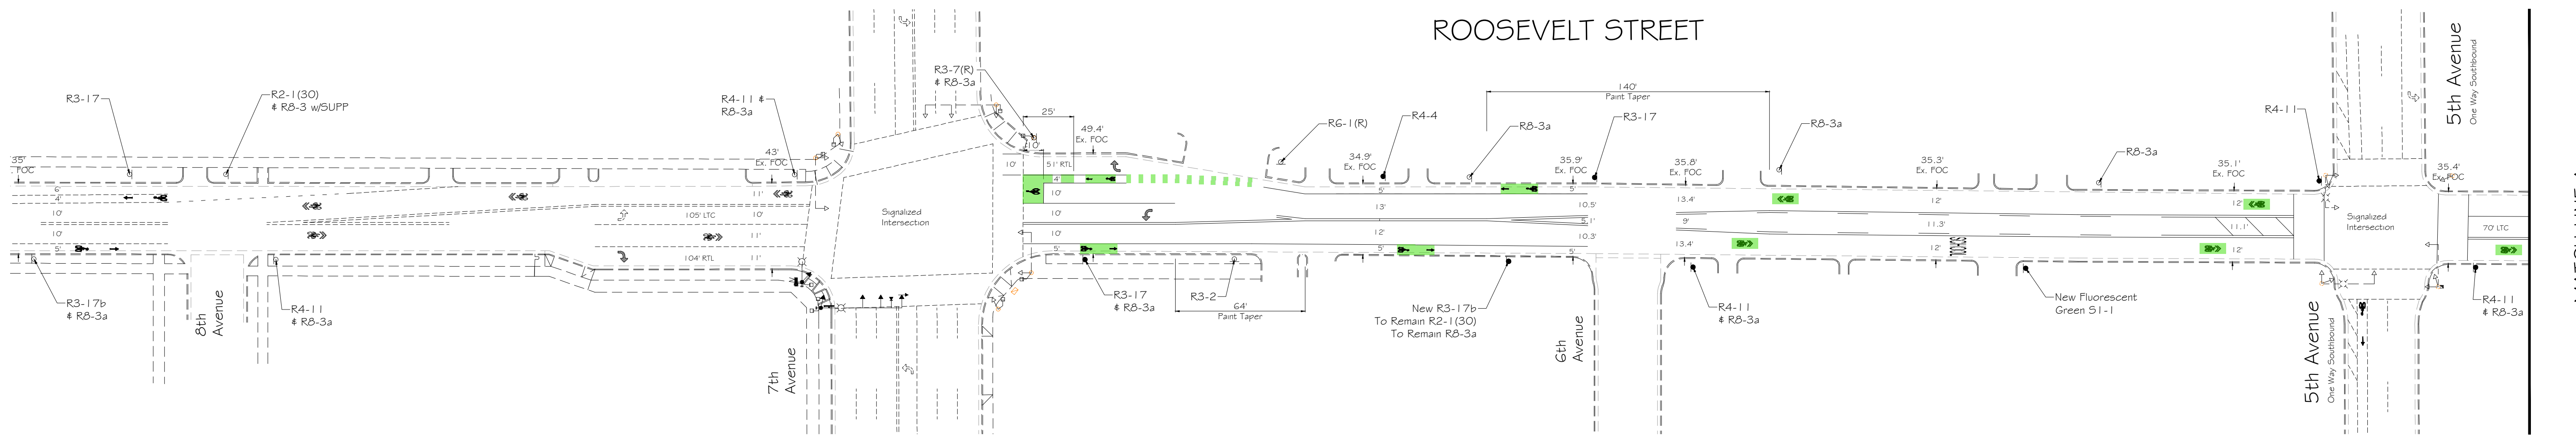 ROOSEVELT STREET
R3-17
R2-1(30)
& R8-3 w/SUPP
R4-11 &
R8-3a
R3-7(R)
& R8-3a
25'
10'
49.4'
Ex. FOC
R6-1(R)
R4-4
R8-3a
140'
Paint Taper
R3-17
R8-3a
R8-3a
R4-11
5th Avenue
One Way Southbound
35'
FOC
43'
Ex. FOC
34.9'
Ex. FOC
35.9'
Ex. FOC
35.8'
Ex. FOC
35.3'
Ex. FOC
35.1'
Ex. FOC
35.4'
Ex. FOC
6'
4'
10'
10'
5'
11'
105' LTC
10'
11'
104' RTL
11'
Signalized
Intersection
10'
51' RTL
4'
10'
10'
10'
5'
13'
12'
5'
5'
5'
10.5'
5.1'
10.3'
5'
13.4'
9'
13.4'
12'
11.3'
12'
12'
11.1'
12'
Signalized
Intersection
70' LTC
R3-17b
& R8-3a
8th
Avenue
R4-11
& R8-3a
7th
Avenue
R3-17
& R8-3a
R3-2
64'
Paint Taper
New R3-17b
To Remain R2-1(30)
To Remain R8-3a
6th
Avenue
R4-11
& R8-3a
New Fluorescent
Green S1-1
5th Avenue
One Way Southbound
R4-11
& R8-3a